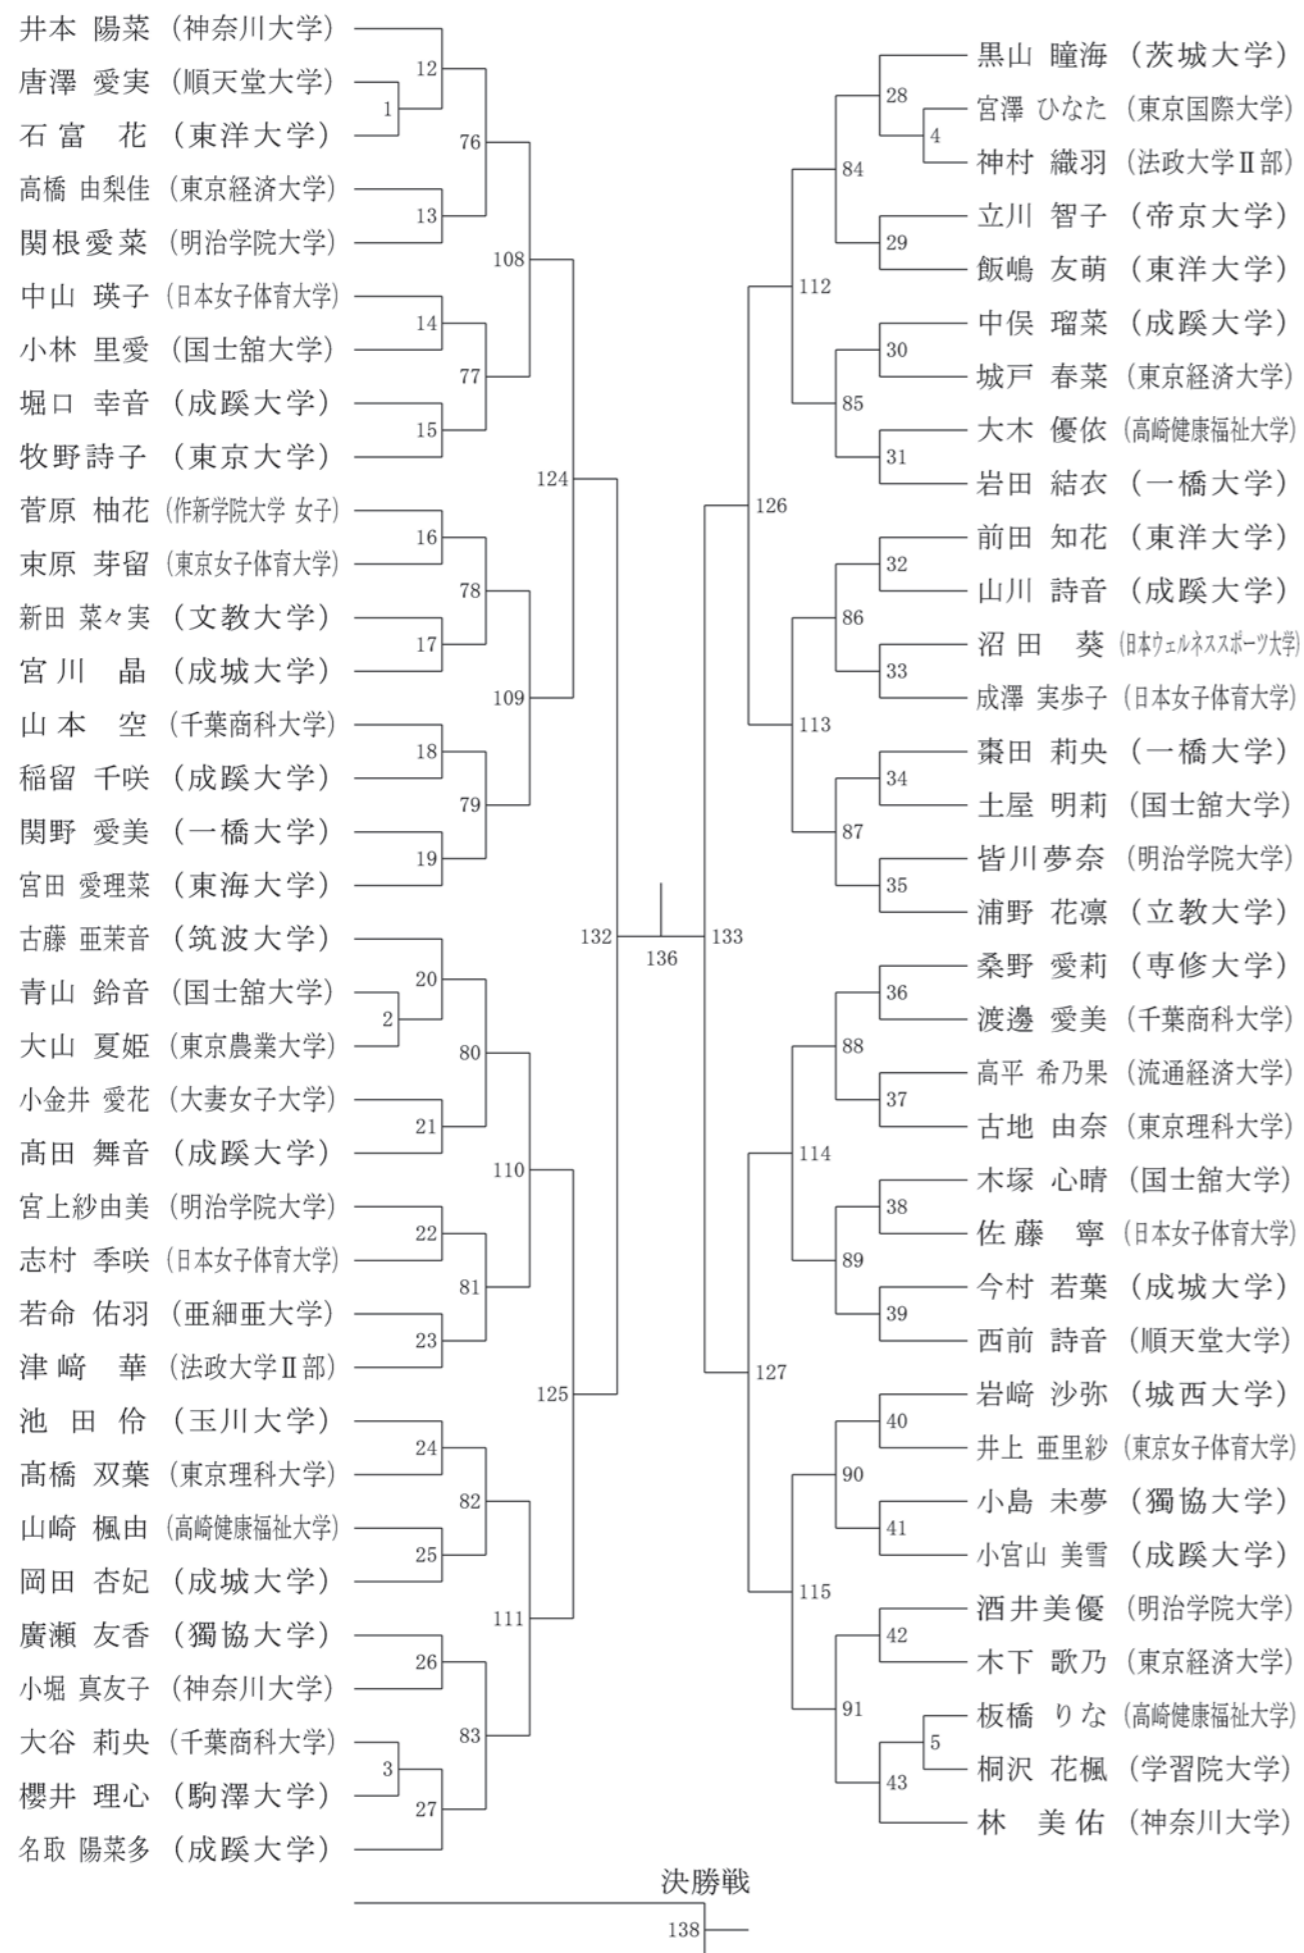 井本 陽菜 (神奈川大学)
唐澤 愛実 (順天堂大学)
石富 花 (東洋大学)
高橋 由梨佳 (東京経済大学)
関根愛菜 (明治学院大学)
中山 瑛子 (日本女子体育大学)
小林 里愛 (国士舘大学)
堀口 幸音 (成蹊大学)
牧野詩子 (東京大学)
菅原 柚花 (作新学院大学 女子)
束原 芽留 (東京女子体育大学)
新田 菜々実 (文教大学)
宮川 晶 (成城大学)
山本 空 (千葉商科大学)
稲留 千咲 (成蹊大学)
関野 愛美 (一橋大学)
宮田 愛理菜 (東海大学)
古藤 亜茉音 (筑波大学)
青山 鈴音 (国士舘大学)
大山 夏姫 (東京農業大学)
小金井 愛花 (大妻女子大学)
髙田 舞音 (成蹊大学)
宮上紗由美 (明治学院大学)
志村 季咲 (日本女子体育大学)
若命 佑羽 (亜細亜大学)
津﨑 華 (法政大学Ⅱ部)
池田伶 (玉川大学)
髙橋 双葉 (東京理科大学)
山崎 楓由 (高崎健康福祉大学)
岡田 杏妃 (成城大学)
廣瀬 友香 (獨協大学)
小堀 真友子 (神奈川大学)
大谷 莉央 (千葉商科大学)
櫻井 理心 (駒澤大学)
名取 陽菜多 (成蹊大学)
1
2
3
12
13
14
15
16
17
18
19
20
21
22
23
24
25
26
27
76
77
78
79
80
81
82
83
108
109
110
111
124
125
132
136
133
126
127
112
113
114
115
84
85
86
87
88
89
90
91
28
29
30
31
32
33
34
35
36
37
38
39
40
41
42
43
4
5
黒山 瞳海 (茨城大学)
宮澤 ひなた (東京国際大学)
神村 織羽 (法政大学Ⅱ部)
立川 智子 (帝京大学)
飯嶋 友萌 (東洋大学)
中俣 瑠菜 (成蹊大学)
城戸 春菜 (東京経済大学)
大木 優依 (高崎健康福祉大学)
岩田 結衣 (一橋大学)
前田 知花 (東洋大学)
山川 詩音 (成蹊大学)
沼田 葵 (日本ウェルネススポーツ大学)
成澤 実歩子 (日本女子体育大学)
棗田 莉央 (一橋大学)
土屋 明莉 (国士舘大学)
皆川夢奈 (明治学院大学)
浦野 花凛 (立教大学)
桑野 愛莉 (専修大学)
渡邊 愛美 (千葉商科大学)
高平 希乃果 (流通経済大学)
古地 由奈 (東京理科大学)
木塚 心晴 (国士舘大学)
佐藤 寧 (日本女子体育大学)
今村 若葉 (成城大学)
西前 詩音 (順天堂大学)
岩﨑 沙弥 (城西大学)
井上 亜里紗 (東京女子体育大学)
小島 未夢 (獨協大学)
小宮山 美雪 (成蹊大学)
酒井美優 (明治学院大学)
木下 歌乃 (東京経済大学)
板橋 りな (高崎健康福祉大学)
桐沢 花楓 (学習院大学)
林 美佑 (神奈川大学)
決勝戦
138